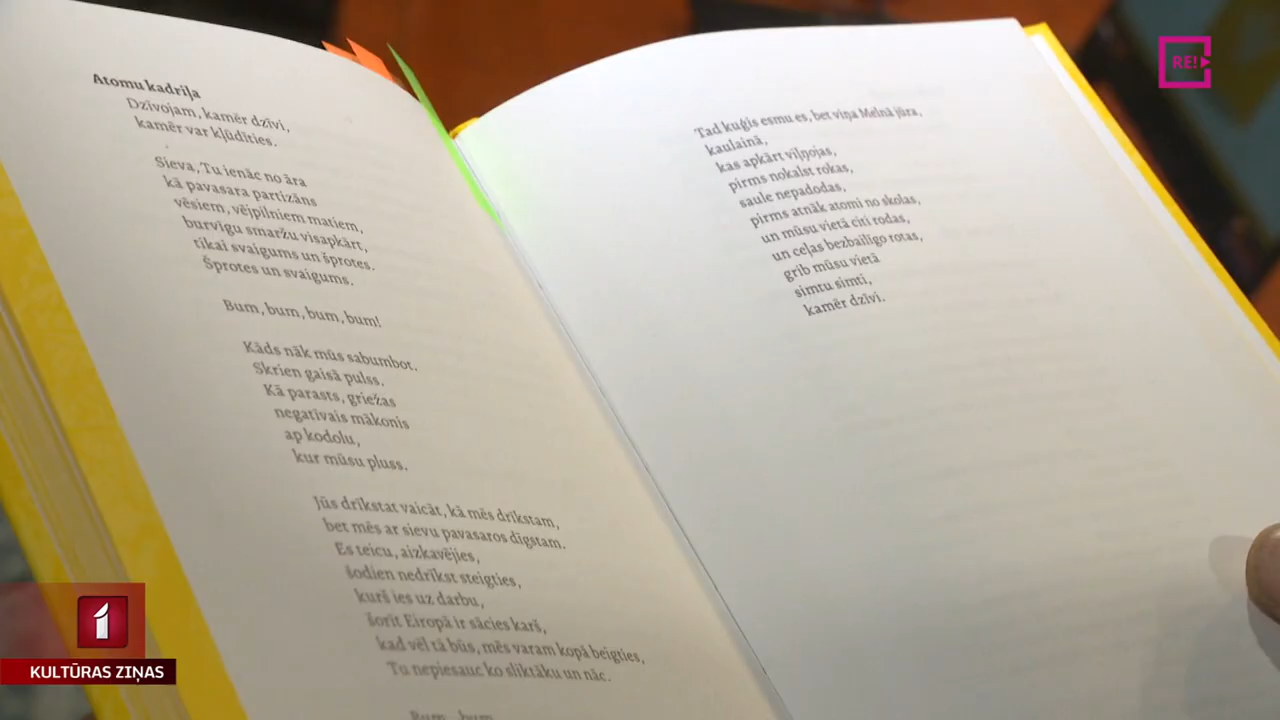 Atomu kadriļa
Dzīvojam, kamēr dzīvi,
kamēr var kļūdīties.
Sieva, Tu ienāc no āra
kā pavasara partizāns
vēsiem, vējpilniem matiem,
burvīgu smaržu visapkārt,
tikai svaigums un šprotes.
Šprotes un svaigums.
Bum, bum, bum, bum!
Kāds nāk mūs sabumbot.
Skrien gaisā pulss.
Kā parasts, griežas
negatīvais mākonis
ap kodolu,
kur mūsu pluss.
Jūs drīkstat vaicāt, kā mēs drīkstam,
bet mēs ar sievu pavasaros dīgstam.
Es teicu, aizkavējies,
šodien nedrīkst steigties,
kurš ies uz darbu,
šorīt Eiropā ir sācies karš,
kad vēl tā būs, mēs varam kopā beigties,
Tu nepiesauc ko sliktāku un nāc.
Bum, bum
Tad kuģis esmu es, bet viņa Melnā jūra,
kaulainā,
kas apkārt viļņojas,
pirms nokalst rokas,
saule nepadodas,
pirms atnāk atomi no skolas,
un mūsu vietā citi rodas,
un ceļas bezbailīgo rotas,
grib mūsu vietā
simtu simti,
kamēr dzīvi.
RE!
1
KULTŪRAS ZIŅAS